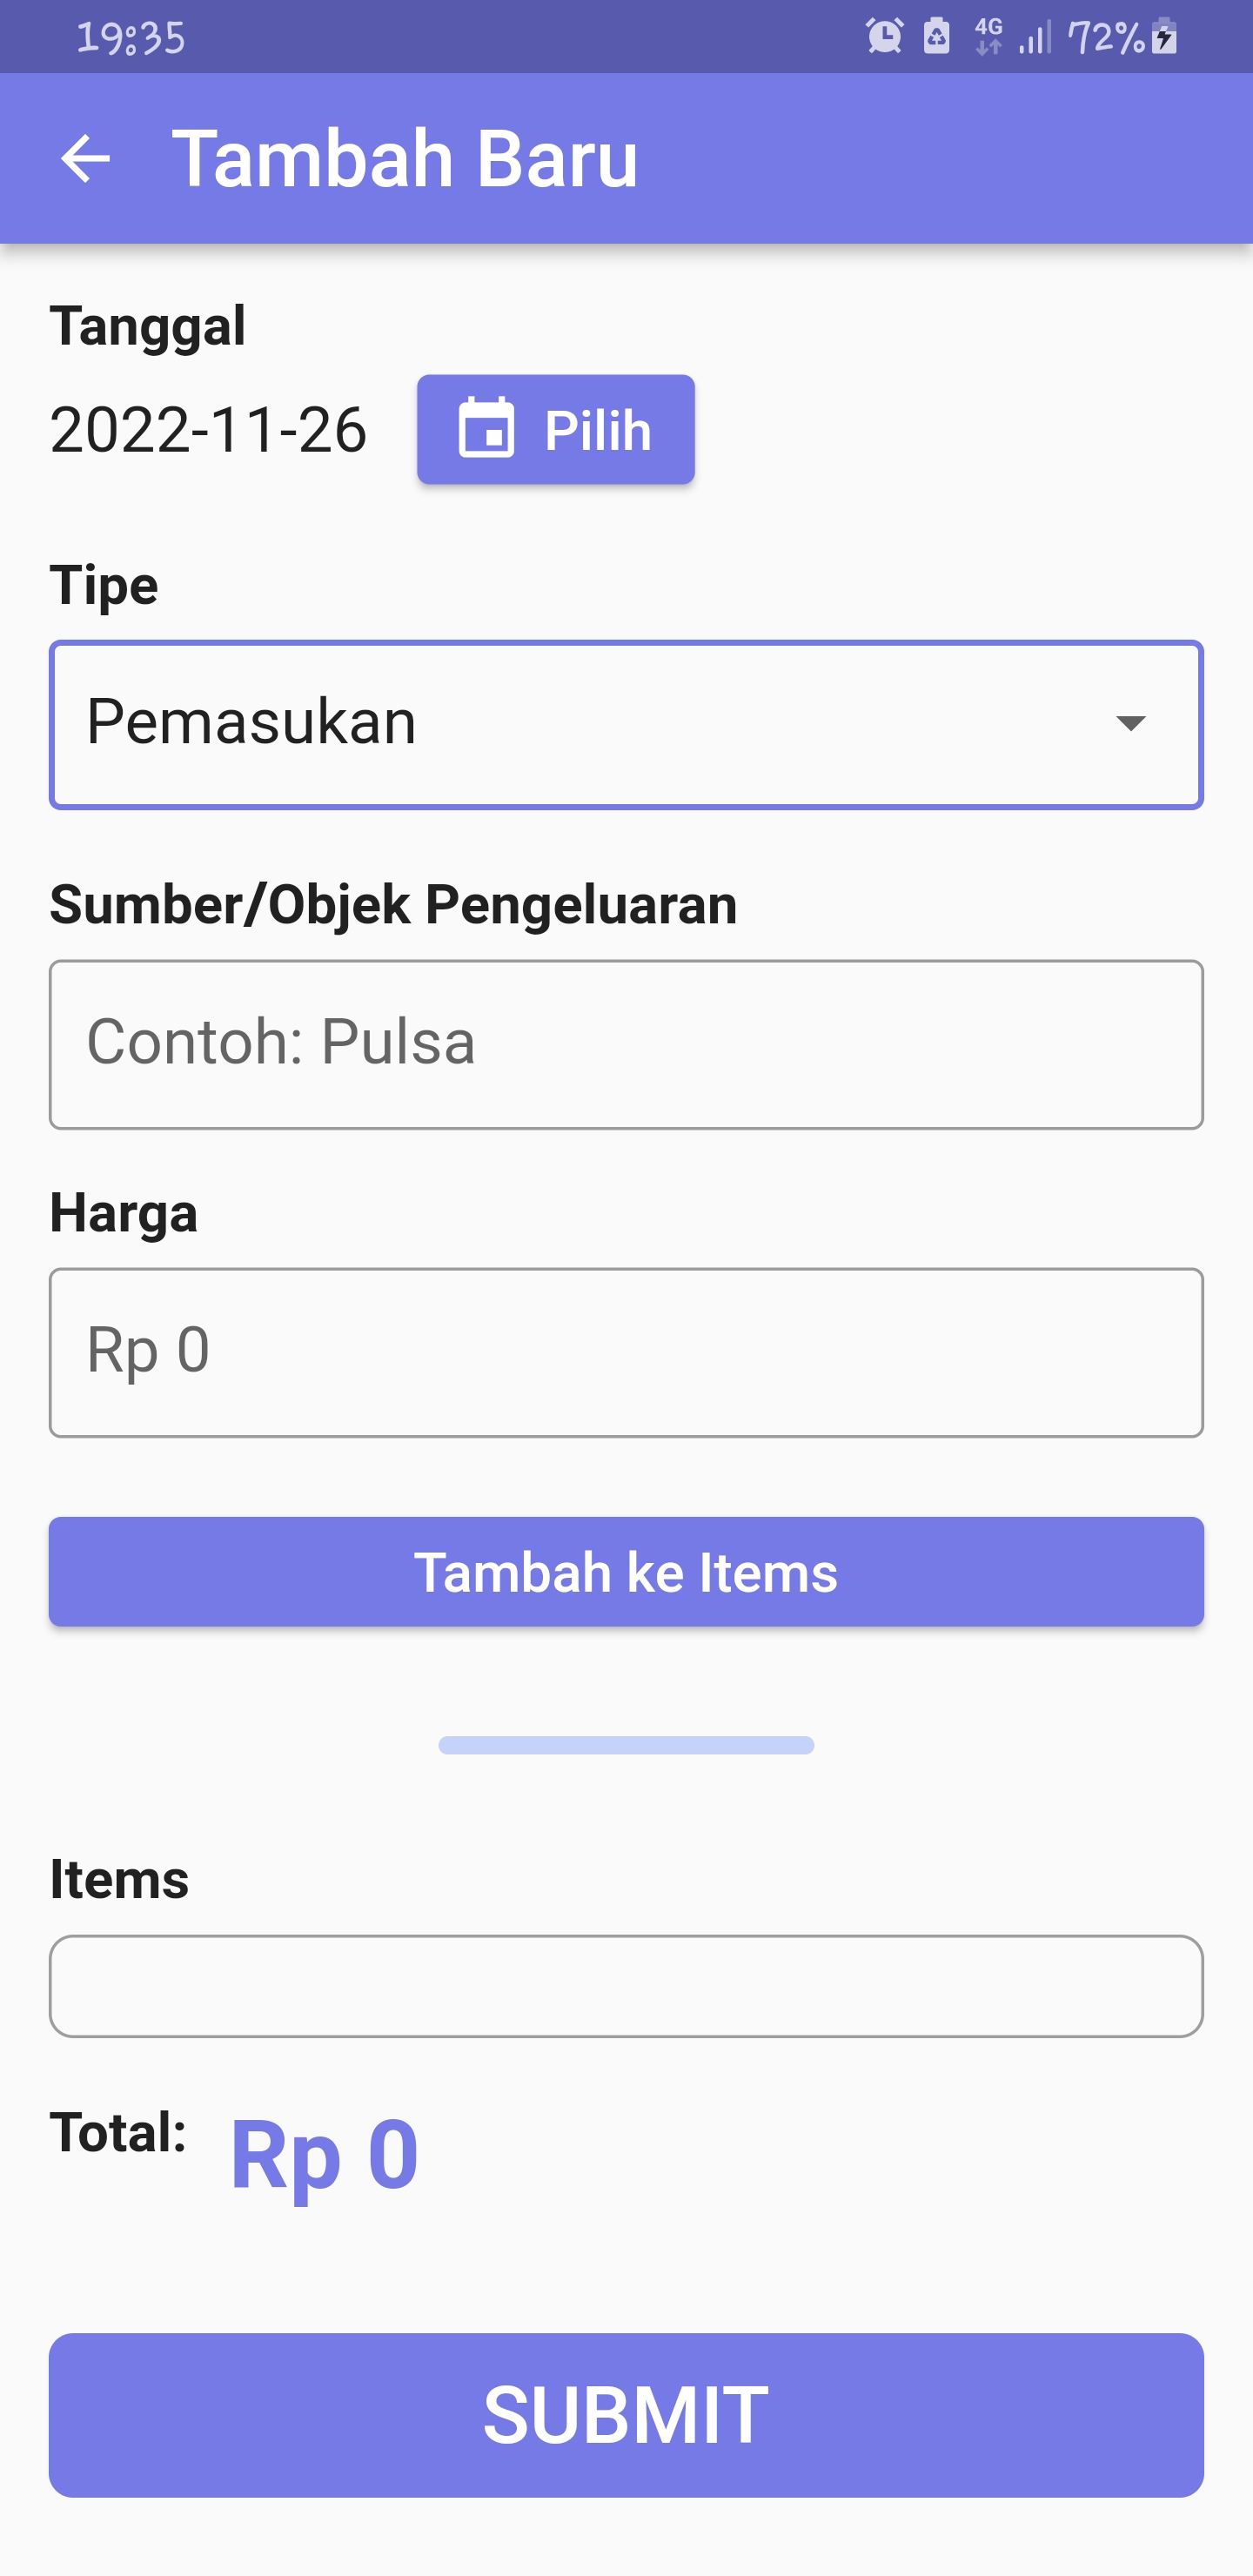 19:35 4G 72%
Tambah Baru
Tanggal
2022-11-26 Pilih
Tipe
Pemasukan
Sumber/Objek Pengeluaran
Contoh: Pulsa
Harga
Rp 0
Tambah ke Items
Items
Total: Rp 0
SUBMIT